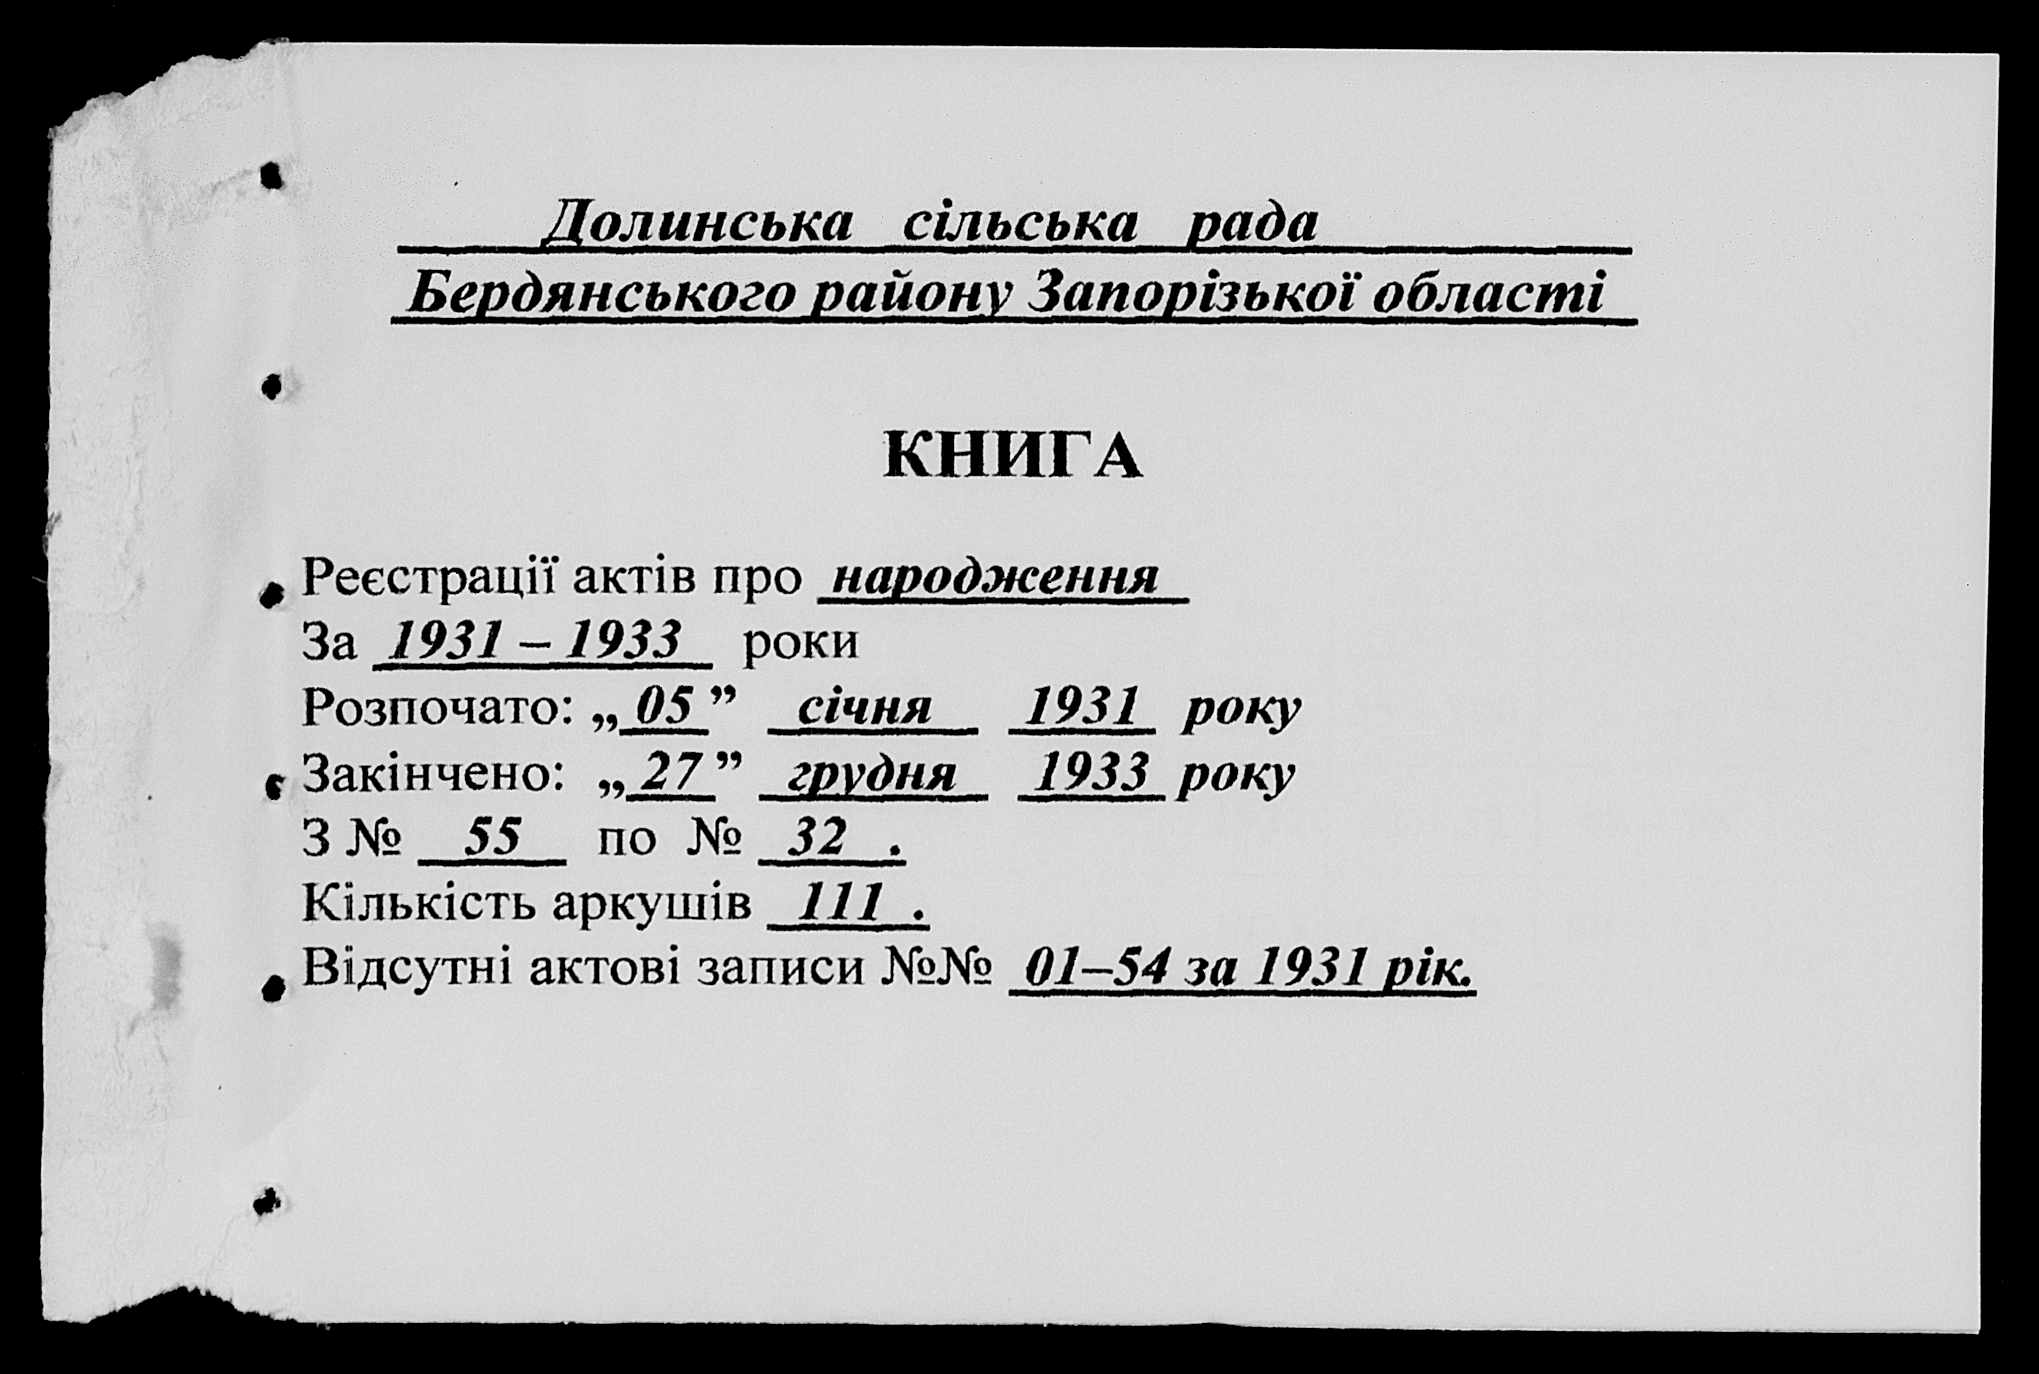 Долинська сільська рада
Бердянського району Запорізької області
КНИГА
Реєстрації актів про народження
За 1931 – 1933 роки
Розпочато: „ 05 ” січня 1931 року
Закінчено: „ 27 ” грудня 1933 року
З № 55 по № 32 .
Кількість аркушів 111 .
Відсутні актові записи №№ 01–54 за 1931 рік.